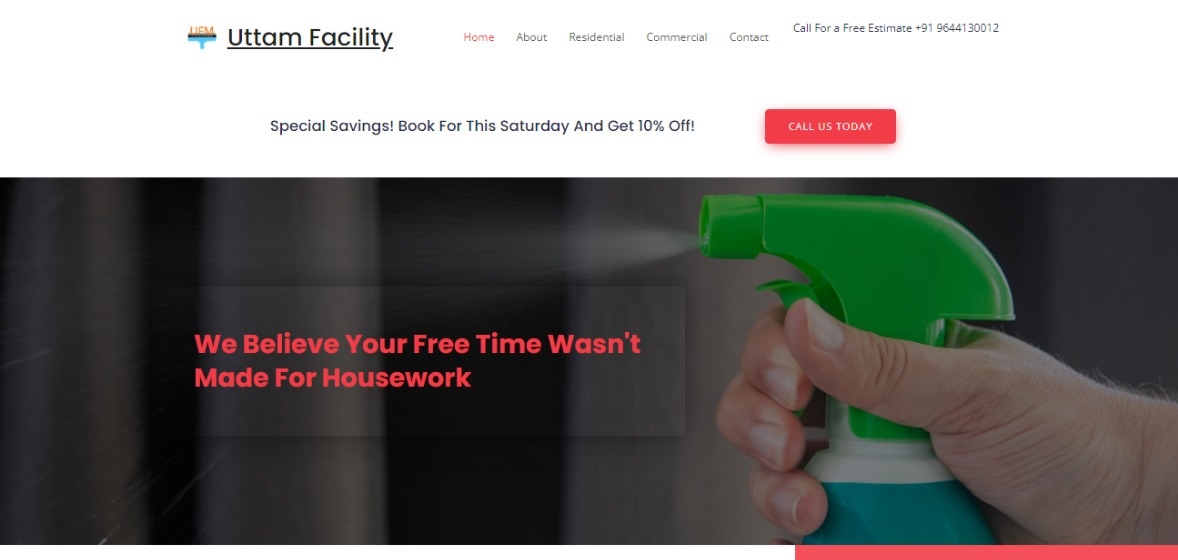 UFM
Uttam Facility
Home
About
Residential
Commercial
Contact
Call For a Free Estimate +91 9644130012
Special Savings! Book For This Saturday And Get 10% Off!
CALL US TODAY
We Believe Your Free Time Wasn't
Made For Housework